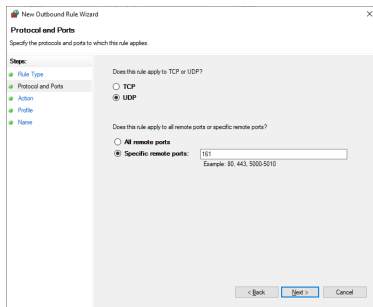 New Outbound Rule Wizard
Protocol and Ports
Specify the protocols and ports to which this rule applies.
Steps:
Rule Type
Protocol and Ports
Action
Profile
Name
Does this rule apply to TCP or UDP?
TCP
UDP
Does this rule apply to all remote ports or specific remote ports?
All remote ports
Specific remote ports:
161
Example: 80, 443, 5000-5010
< Back
Next >
Cancel